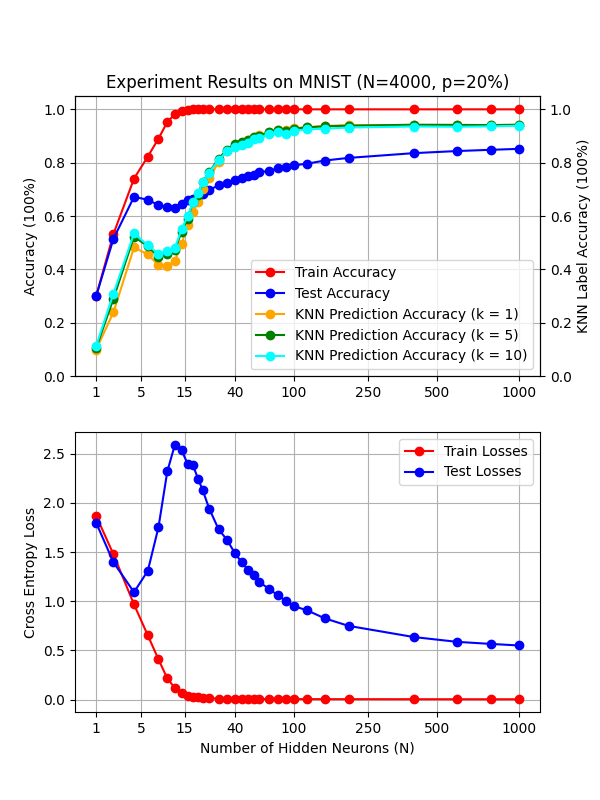 Experiment Results on MNIST (N=4000, p=20%)
1.0
0.8
0.6
0.4
0.2
0.0
Accuracy (100%)
1.0
0.8
0.6
0.4
0.2
0.0
KNN Label Accuracy (100%)
Train Accuracy
Test Accuracy
KNN Prediction Accuracy (k = 1)
KNN Prediction Accuracy (k = 5)
KNN Prediction Accuracy (k = 10)
1 5 15 40 100 250 500 1000
2.5
2.0
1.5
1.0
0.5
0.0
Cross Entropy Loss
Train Losses
Test Losses
1 5 15 40 100 250 500 1000
Number of Hidden Neurons (N)